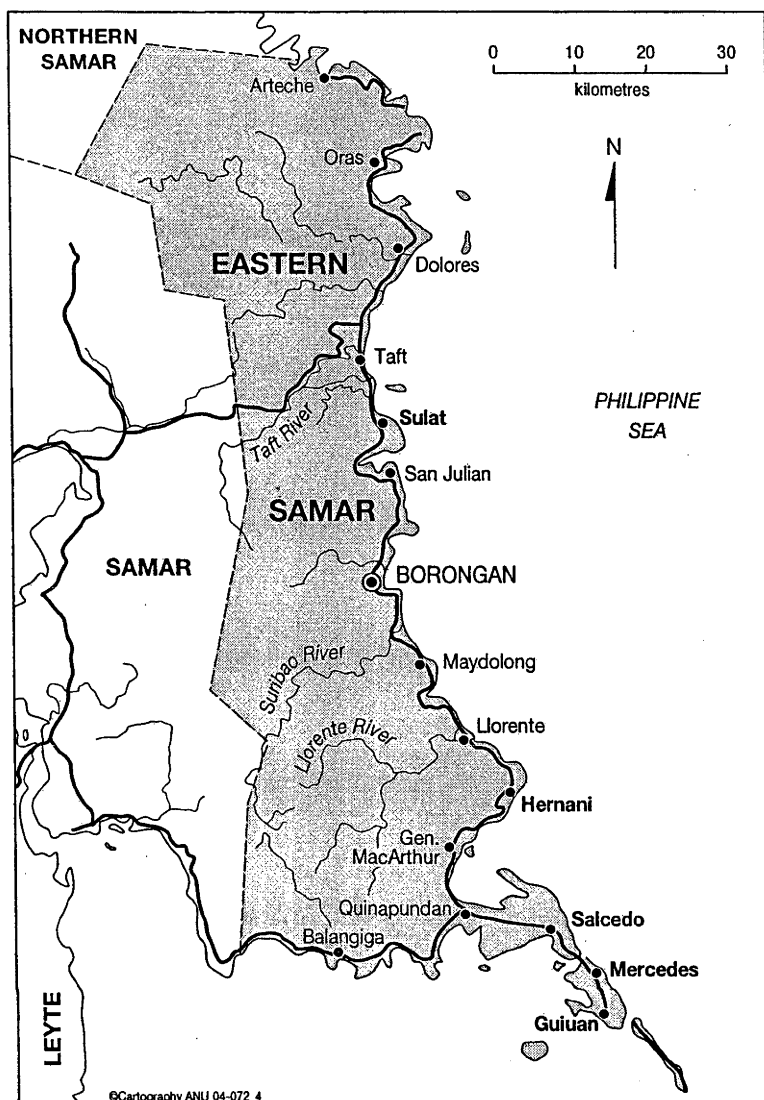 NORTHERN
SAMAR
0 10 20 30
kilometres
Arteche
N
Oras
EASTERN
Dolores
Taft
PHILIPPINE
SEA
Sulat
Taft River
San Julian
SAMAR
SAMAR
BORONGAN
Suribao River
Maydolong
Llorente River
Llorente
Hernani
Gen.
MacArthur
Quinapundan
Salcedo
Balangiga
Mercedes
Guiuan
LEYTE
©Cartography ANU 04-072 4